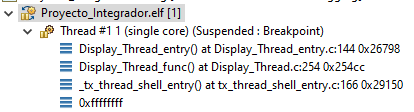 Proyecto_Integrador.elf [1]
Thread #1 1 (single core) (Suspended : Breakpoint)
Display_Thread_entry() at Display_Thread_entry.c:144 0x26798
Display_Thread_func() at Display_Thread.c:254 0x254cc
_tx_thread_shell_entry() at tx_thread_shell_entry.c:166 0x29150
0xffffffff